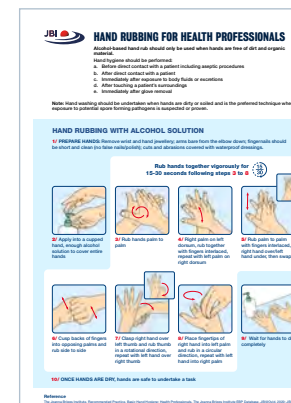 JBI
HAND RUBBING FOR HEALTH PROFESSIONALS
Alcohol-based hand rub should only be used when hands are free of dirt and organic
material.
Hand hygiene should be performed:
a. Before direct contact with a patient including aseptic procedures
b. After direct contact with a patient
c. Immediately after exposure to body fluids or excretions
d. After touching a patient's surroundings
e. Immediately after glove removal
Note: Hand washing should be undertaken when hands are dirty or soiled and is the preferred technique when
exposure to potential spore forming pathogens is suspected or proven.
HAND RUBBING WITH ALCOHOL SOLUTION
1/ PREPARE HANDS: Remove wrist and hand jewellery; arms bare from the elbow down; fingernails should
be short and clean (no false nails/polish); cuts and abrasions covered with waterproof dressings.
Rub hands together vigorously for
15-30 seconds following steps 3 to 8
15
30
2/ Apply into a cupped
hand, enough alcohol
solution to cover entire
hands
3/ Rub hands palm to
palm
4/ Right palm on left
dorsum, rub together
with fingers interlaced,
repeat with left palm on
right dorsum
5/ Rub palm to palm
with fingers interlaced,
right hand over/left
hand under, then swap
6/ Cusp backs of fingers
into opposing palms and
rub side to side
7/ Clasp right hand over
left thumb and rub thumb
in a rotational direction,
repeat with left hand over
right thumb
8/ Place fingertips of
right hand into left palm
and rub in a circular
direction, repeat with left
hand into right palm
9/ Wait for hands to d
completely
10/ ONCE HANDS ARE DRY, hands are safe to undertake a task
Reference